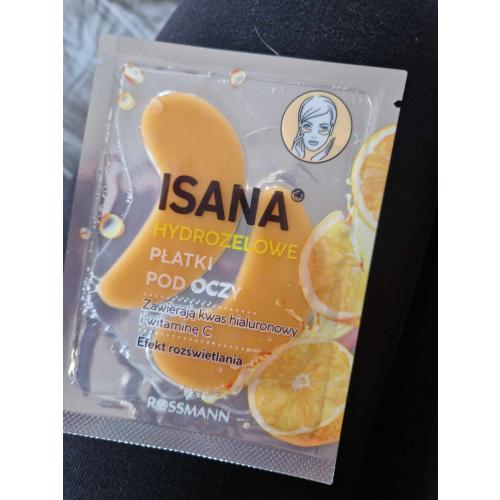 ISANA
HYDROŻELOWE
PŁATKI
POD OCZY
Zawierają kwas hialuronowy
i witaminę C
Efekt rozświetlania
ROSSMANN